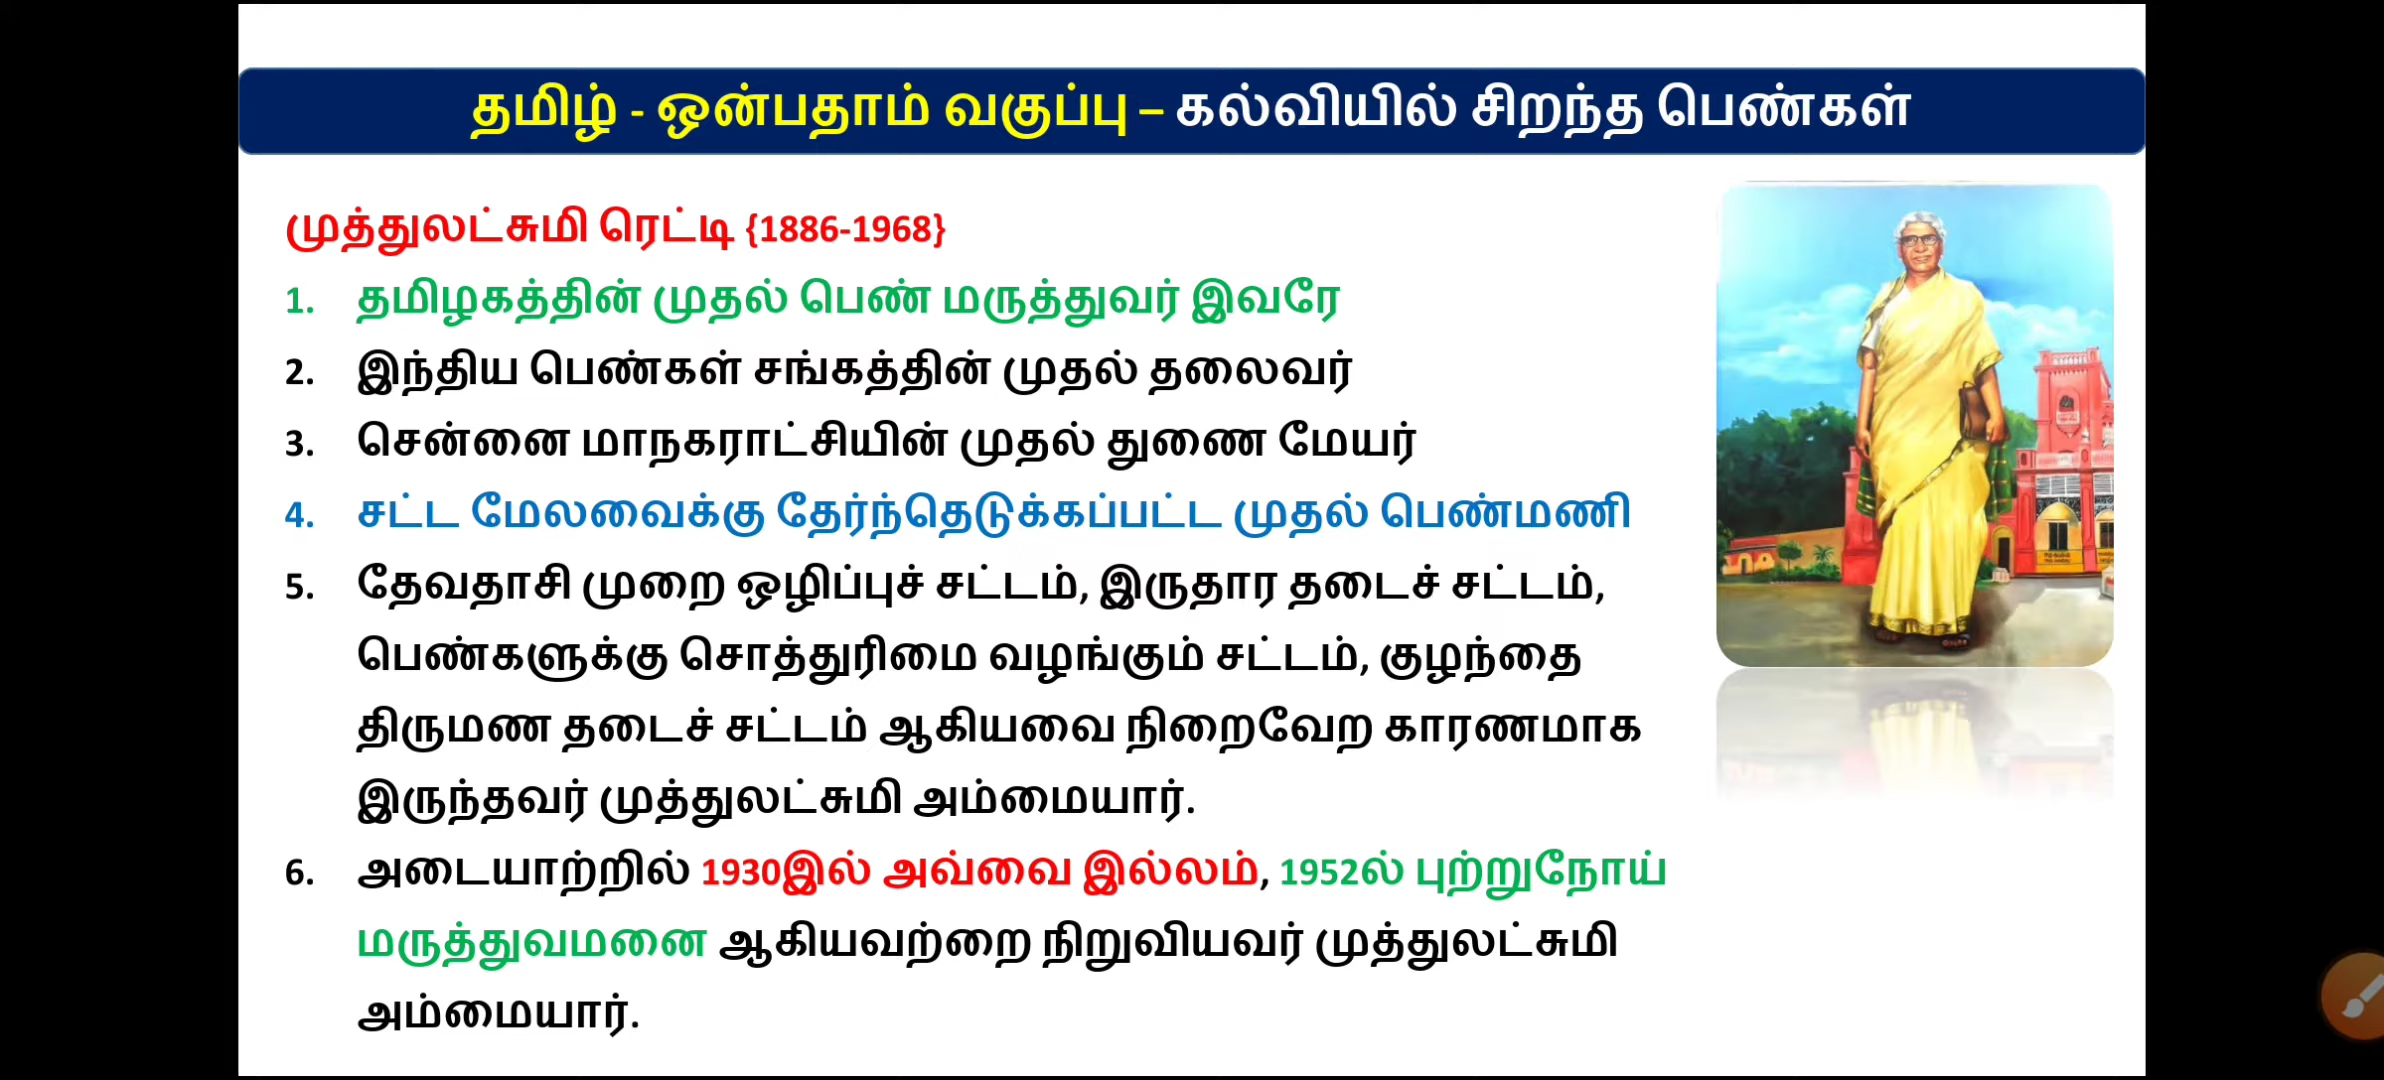 தமிழ் - ஒன்பதாம் வகுப்பு – கல்வியில் சிறந்த பெண்கள்
முத்துலட்சுமி ரெட்டி {1886-1968}
1. தமிழகத்தின் முதல் பெண் மருத்துவர் இவரே
2. இந்திய பெண்கள் சங்கத்தின் முதல் தலைவர்
3. சென்னை மாநகராட்சியின் முதல் துணை மேயர்
4. சட்ட மேலவைக்கு தேர்ந்தெடுக்கப்பட்ட முதல் பெண்மணி
5. தேவதாசி முறை ஒழிப்புச் சட்டம், இருதார தடைச் சட்டம்,
பெண்களுக்கு சொத்துரிமை வழங்கும் சட்டம், குழந்தை
திருமண தடைச் சட்டம் ஆகியவை நிறைவேற காரணமாக
இருந்தவர் முத்துலட்சுமி அம்மையார்.
6. அடையாற்றில் 1930இல் அவ்வை இல்லம், 1952ல் புற்றுநோய்
மருத்துவமனை ஆகியவற்றை நிறுவியவர் முத்துலட்சுமி
அம்மையார்.